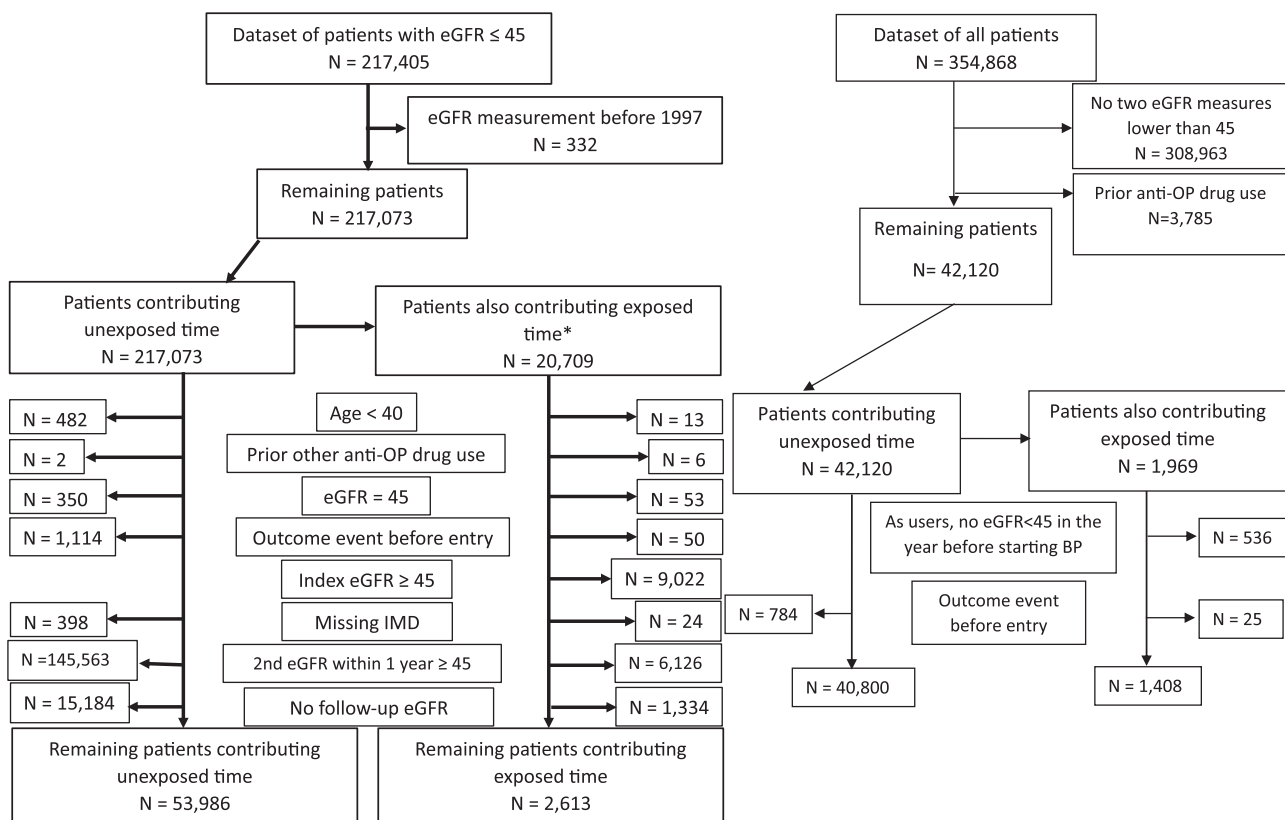 Dataset of patients with eGFR ≤ 45
N = 217,405
eGFR measurement before 1997
N = 332
Remaining patients
N = 217,073
Patients contributing
unexposed time
N = 217,073
Patients also contributing exposed
time*
N = 20,709
N = 482
Age < 40
N = 13
N = 2
Prior other anti-OP drug use
N = 6
N = 350
eGFR = 45
N = 53
N = 1,114
Outcome event before entry
N = 50
Index eGFR ≥ 45
N = 9,022
N = 398
Missing IMD
N = 24
N =145,563
2nd eGFR within 1 year ≥ 45
N = 6,126
N = 15,184
No follow-up eGFR
N = 1,334
Remaining patients contributing
unexposed time
N = 53,986
Remaining patients contributing
exposed time
N = 2,613
Dataset of all patients
N = 354,868
No two eGFR measures
lower than 45
N = 308,963
Prior anti-OP drug use
N=3,785
Remaining patients
N= 42,120
Patients contributing
unexposed time
N = 42,120
Patients also contributing
exposed time
N = 1,969
As users, no eGFR<45 in the
year before starting BP
N = 536
N = 784
Outcome event
before entry
N = 25
N = 40,800
N = 1,408